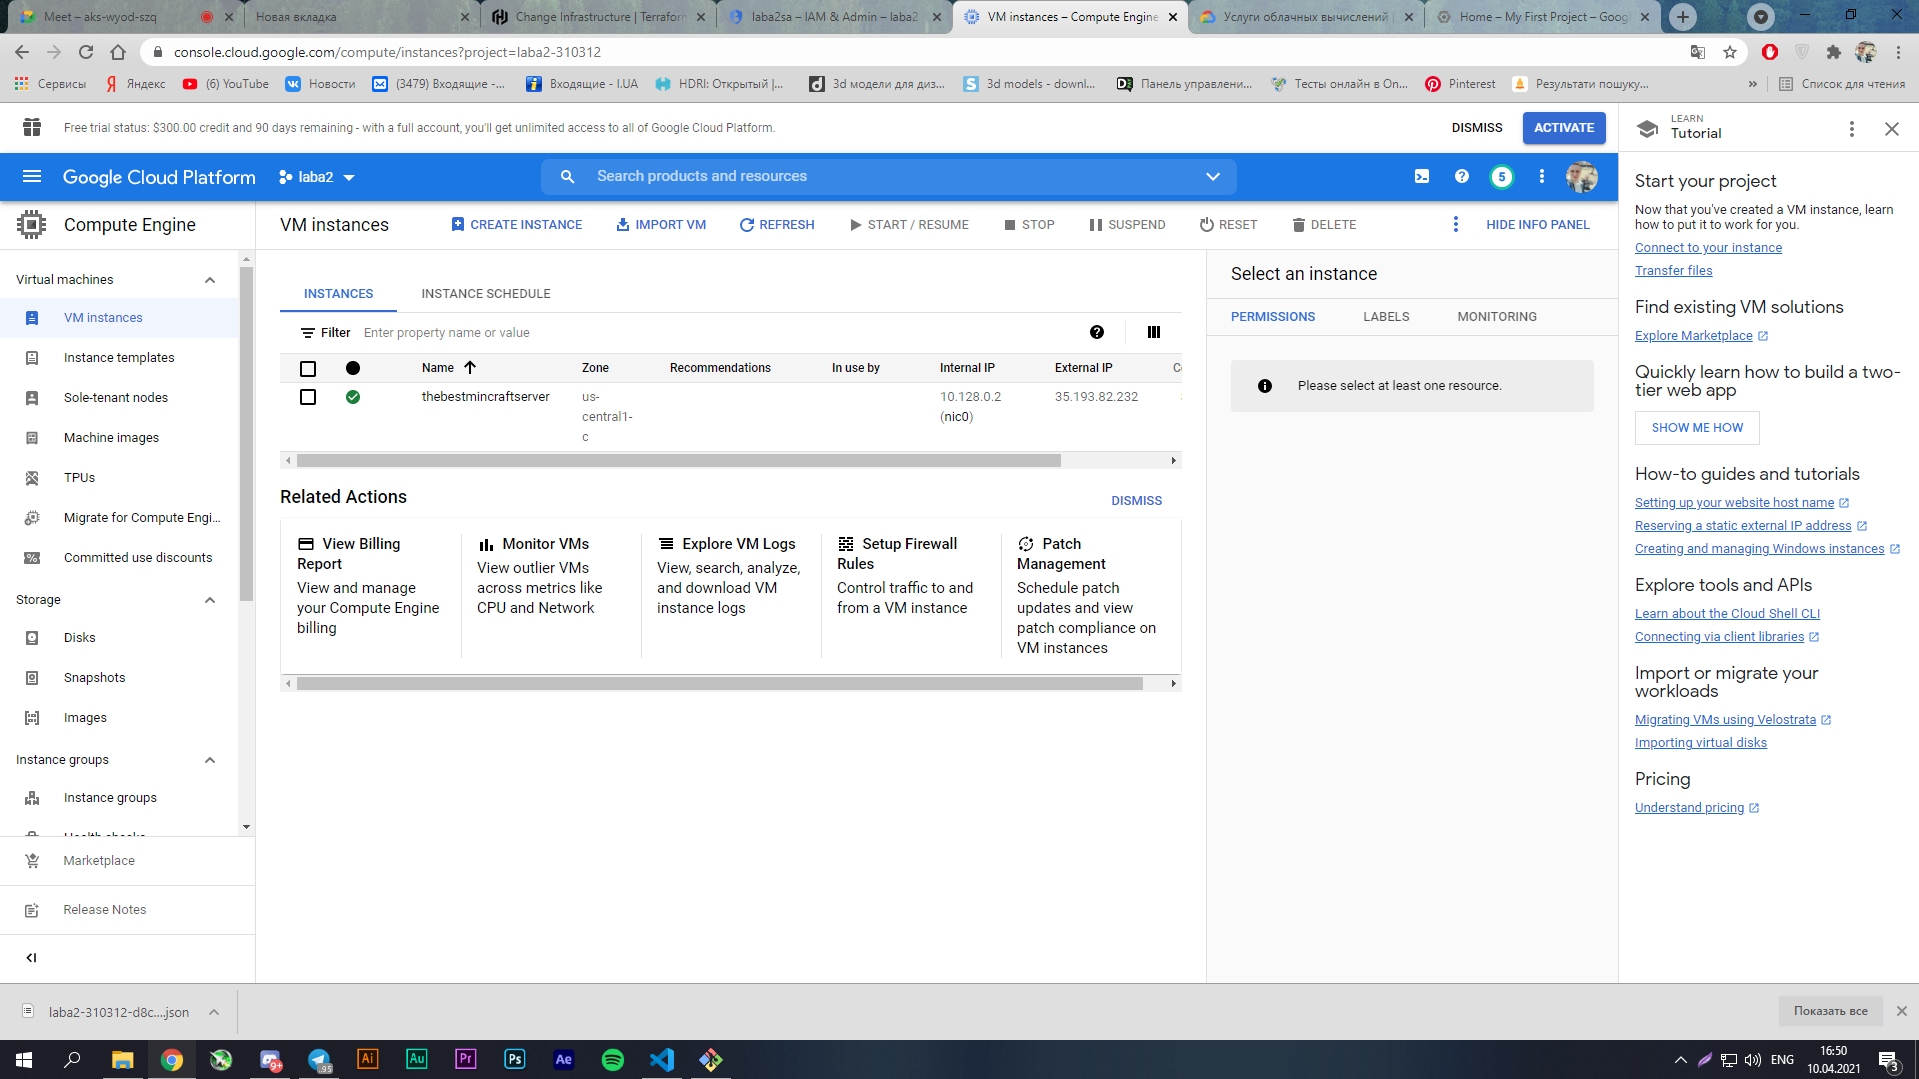 Meet – aks-wyod-szq
Новая вкладка
Change Infrastructure | Terraform
laba2sa – IAM & Admin – laba2
VM instances – Compute Engine
Услуги облачных вычислений |
Home – My First Project – Goog
console.cloud.google.com/compute/instances?project=laba2-310312
Сервисы
Яндекс
(6) YouTube
Новости
(3479) Входящие -...
Входящие - I.UA
HDRI: Открытый |...
3d модели для диз...
3d models - downl...
Панель управлени...
Тесты онлайн в On...
Pinterest
Результати пошуку...
»
Список для чтения
Free trial status: $300.00 credit and 90 days remaining - with a full account, you'll get unlimited access to all of Google Cloud Platform.
DISMISS
ACTIVATE
LEARN
Tutorial
Google Cloud Platform
laba2
Search products and resources
5
Compute Engine
VM instances
CREATE INSTANCE
IMPORT VM
REFRESH
START / RESUME
STOP
SUSPEND
RESET
DELETE
HIDE INFO PANEL
Virtual machines
VM instances
Instance templates
Sole-tenant nodes
Machine images
TPUs
Migrate for Compute Engi...
Committed use discounts
Storage
Disks
Snapshots
Images
Instance groups
Instance groups
Health checks
Marketplace
Release Notes
INSTANCES
INSTANCE SCHEDULE
Filter
Enter property name or value
Name
Zone
Recommendations
In use by
Internal IP
External IP
thebestmincraftserver
us-
central1-
c
10.128.0.2
(nic0)
35.193.82.232
Related Actions
DISMISS
View Billing
Report
View and manage
your Compute Engine
billing
Monitor VMs
View outlier VMs
across metrics like
CPU and Network
Explore VM Logs
View, search, analyze,
and download VM
instance logs
Setup Firewall
Rules
Control traffic to and
from a VM instance
Patch
Management
Schedule patch
updates and view
patch compliance on
VM instances
Select an instance
PERMISSIONS
LABELS
MONITORING
Please select at least one resource.
Start your project
Now that you've created a VM instance, learn
how to put it to work for you.
Connect to your instance
Transfer files
Find existing VM solutions
Explore Marketplace
Quickly learn how to build a two-
tier web app
SHOW ME HOW
How-to guides and tutorials
Setting up your website host name
Reserving a static external IP address
Creating and managing Windows instances
Explore tools and APIs
Learn about the Cloud Shell CLI
Connecting via client libraries
Import or migrate your
workloads
Migrating VMs using Velostrata
Importing virtual disks
Pricing
Understand pricing
laba2-310312-d8c....json
Показать все
9+
95
Ai
Au
Pr
Ps
Ae
ENG
16:50
10.04.2021
3